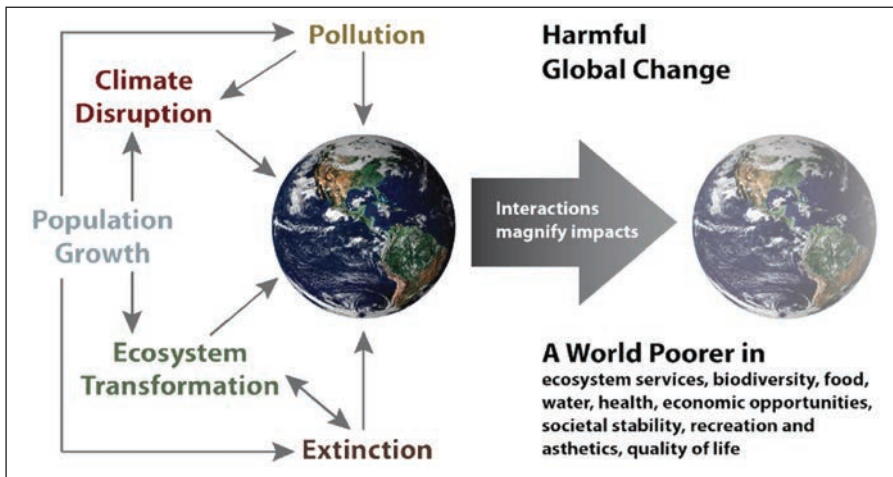 Pollution
Harmful
Global Change
Climate
Disruption
Population
Growth
Interactions
magnify impacts
Ecosystem
Transformation
Extinction
A World Poorer in
ecosystem services, biodiversity, food,
water, health, economic opportunities,
societal stability, recreation and
asthetics, quality of life